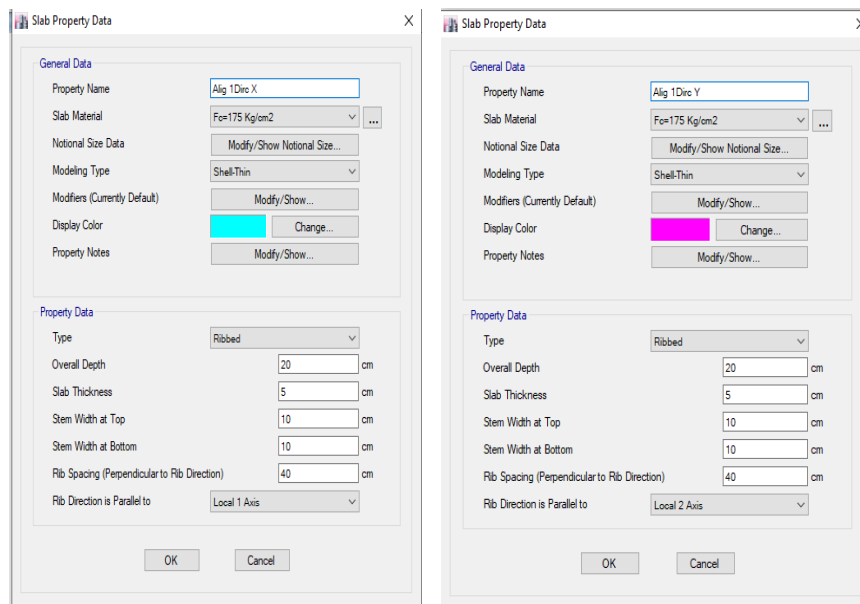 Slab Property Data
General Data
Property Name Alig 1Dirc X
Slab Material Fc=175 Kg/cm2 ...
Notional Size Data Modify/Show Notional Size...
Modeling Type Shell-Thin
Modifiers (Currently Default) Modify/Show...
Display Color Change...
Property Notes Modify/Show...
Property Data
Type Ribbed
Overall Depth 20 cm
Slab Thickness 5 cm
Stem Width at Top 10 cm
Stem Width at Bottom 10 cm
Rib Spacing (Perpendicular to Rib Direction) 40 cm
Rib Direction is Parallel to Local 1 Axis
OK Cancel
Slab Property Data
General Data
Property Name Alig 1Dirc Y
Slab Material Fc=175 Kg/cm2 ...
Notional Size Data Modify/Show Notional Size...
Modeling Type Shell-Thin
Modifiers (Currently Default) Modify/Show...
Display Color Change...
Property Notes Modify/Show...
Property Data
Type Ribbed
Overall Depth 20 cm
Slab Thickness 5 cm
Stem Width at Top 10 cm
Stem Width at Bottom 10 cm
Rib Spacing (Perpendicular to Rib Direction) 40 cm
Rib Direction is Parallel to Local 2 Axis
OK Cancel